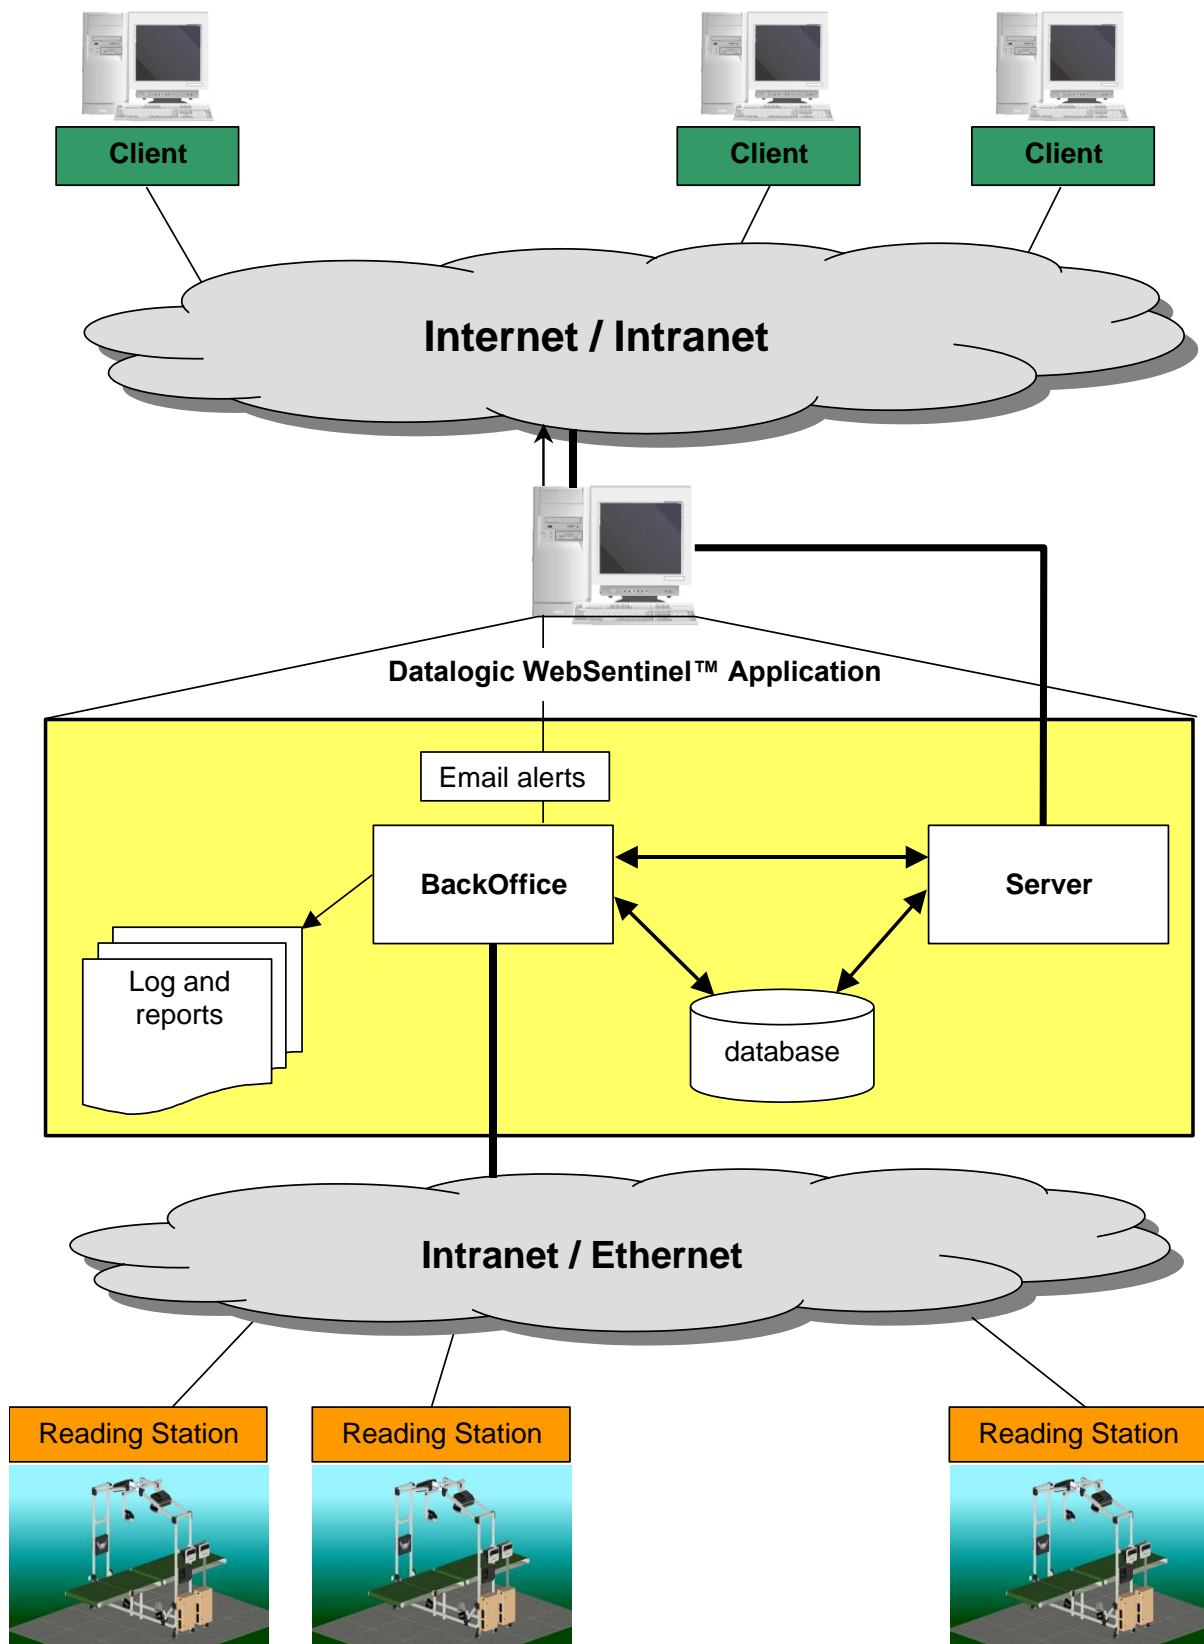 Client
Client
Client
Internet / Intranet
Datalogic WebSentinel™ Application
Email alerts
BackOffice
Server
Log and
reports
database
Intranet / Ethernet
Reading Station
Reading Station
Reading Station